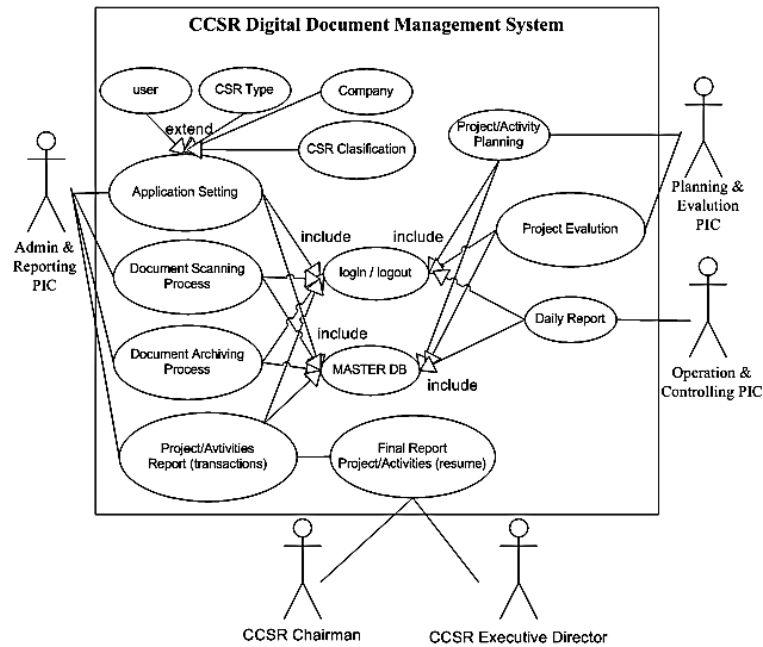 CCSR Digital Document Management System
user
CSR Type
Company
extend
CSR Clasification
Project/Activity
Planning
Application Setting
Project Evalution
Admin &
Reporting
PIC
Planning &
Evalution
PIC
include
include
Document Scanning
Process
login / logout
Daily Report
include
Document Archiving
Process
MASTER DB
include
Operation &
Controlling PIC
Project/Avtivities
Report (transactions)
Final Report
Project/Activities (resume)
CCSR Chairman
CCSR Executive Director